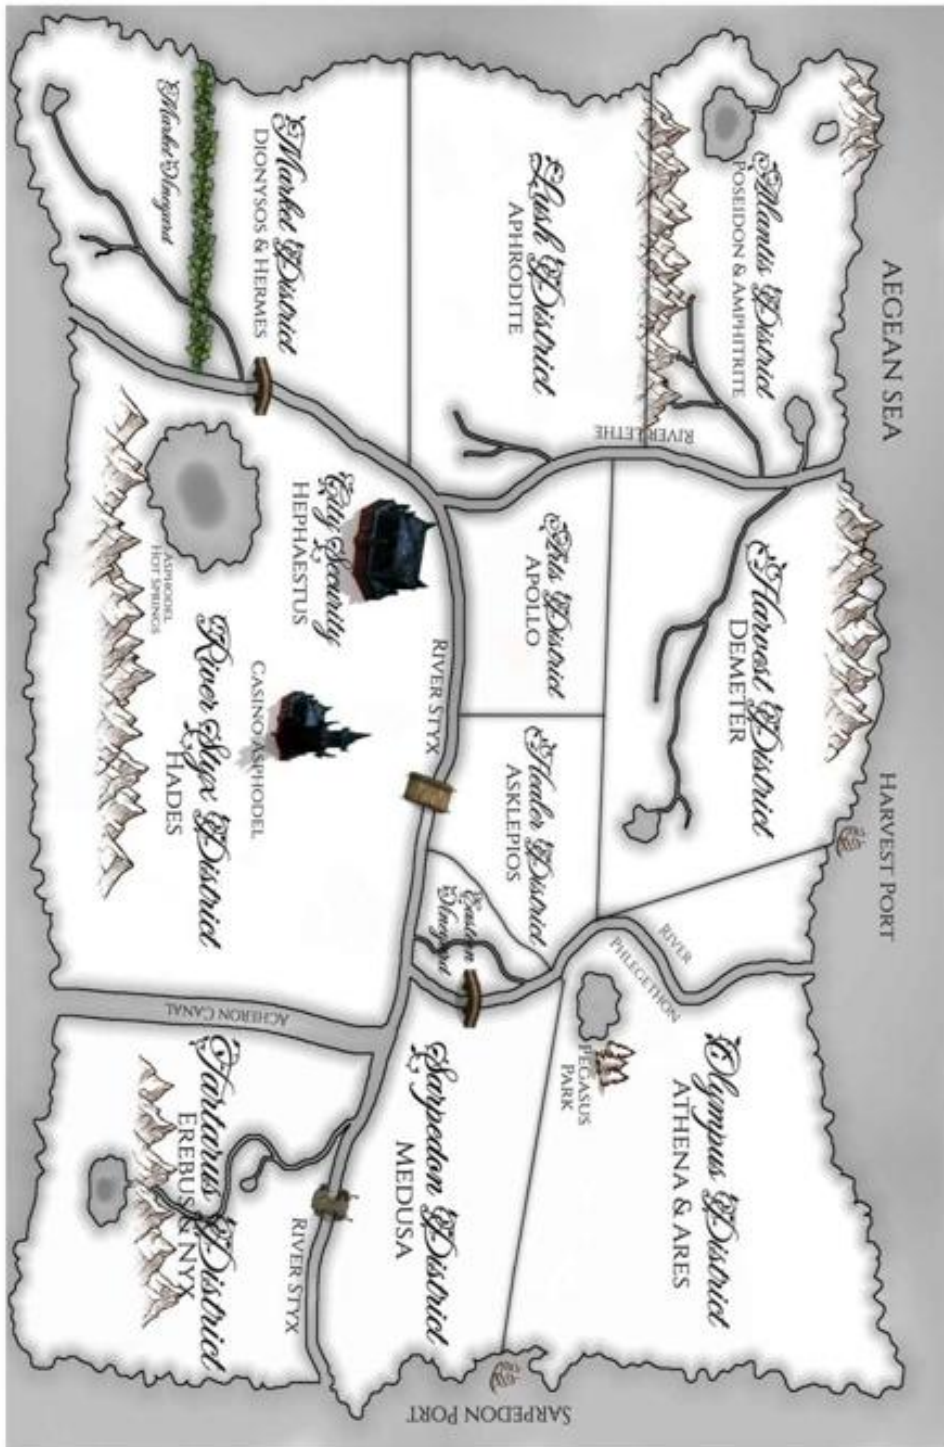 AEGEAN SEA
HARVEST PORT
Atlantis District
POSEIDON & AMPHITRITE
Harvest District
DEMETER
Olympus District
ATHENA & ARES
RIVER
PHLEGETHON
PEGASUS
PARK
RIVER LETHE
Lush District
APHRODITE
Arts District
APOLLO
Healer District
ASKLEPIOS
Eastern
Vineyard
SARPEDON PORT
Sarpedon District
MEDUSA
RIVER STYX
Market District
DIONYSOS & HERMES
Market Vineyard
City Security
HEPHAESTUS
CASINO ASPHODEL
River Styx District
HADES
ASPHODEL
HOT SPRINGS
ACHERON CANAL
RIVER STYX
Tartarus District
EREBUS & NYX